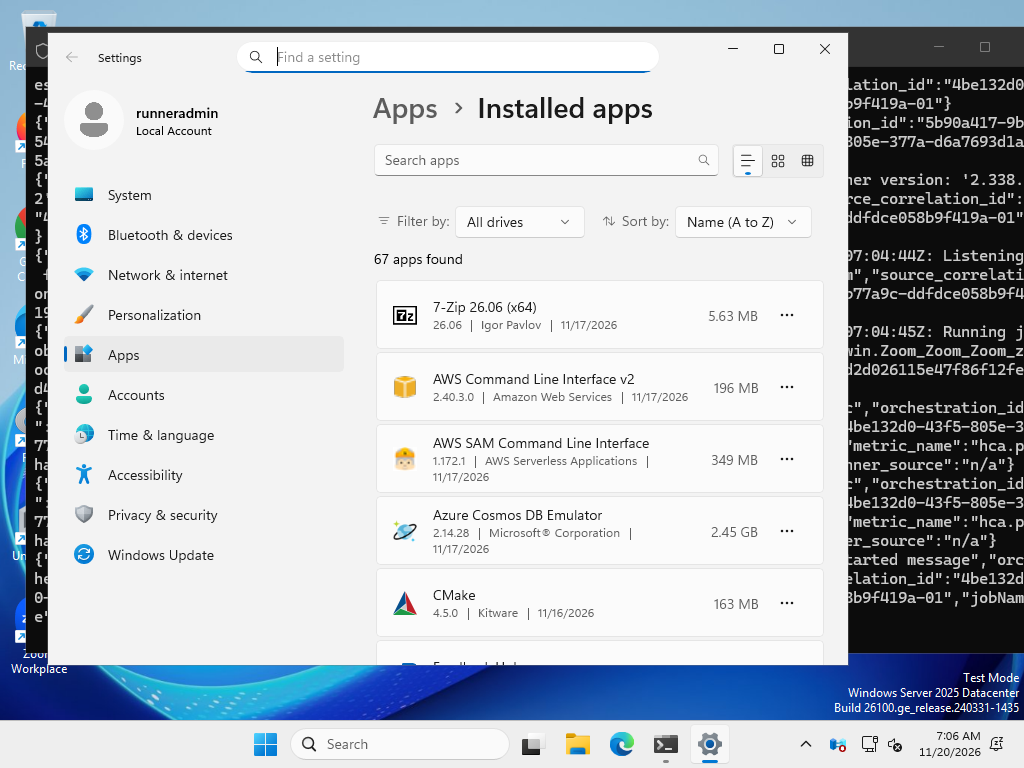 Settings
Find a setting
runneradmin
Local Account
System
Bluetooth & devices
Network & internet
Personalization
Apps
Accounts
Time & language
Accessibility
Privacy & security
Windows Update
Apps > Installed apps
Search apps
Filter by: All drives
Sort by: Name (A to Z)
67 apps found
7-Zip 26.06 (x64)
26.06 | Igor Pavlov | 11/17/2026
5.63 MB
AWS Command Line Interface v2
2.40.3.0 | Amazon Web Services | 11/17/2026
196 MB
AWS SAM Command Line Interface
1.172.1 | AWS Serverless Applications |
11/17/2026
349 MB
Azure Cosmos DB Emulator
2.14.28 | Microsoft® Corporation |
11/17/2026
2.45 GB
CMake
4.5.0 | Kitware | 11/16/2026
163 MB
lation_id":"4be132d0
b9f419a-01"}
ion_id":"5b90a417-9b
805e-377a-d6a7693d1a
ner version: '2.338.
rce_correlation_id":
ddfdce058b9f419a-01"
07:04:44Z: Listening
m","source_correlati
b77a9c-ddfdce058b9f4
07:04:45Z: Running j
win.Zoom_Zoom_Zoom_z
d2d026115e47f86f12fe
c","orchestration_id
4be132d0-43f5-805e-3
"metric_name":"hca.p
nner_source":"n/a"}
c","orchestration_id
4be132d0-43f5-805e-3
"metric_name":"hca.p
er_source":"n/a"}
tarted message","orc
elation_id":"4be132d
8b9f419a-01","jobNam
Workplace
Test Mode
Windows Server 2025 Datacenter
Build 26100.ge_release.240331-1435
Search
7:06 AM
11/20/2026